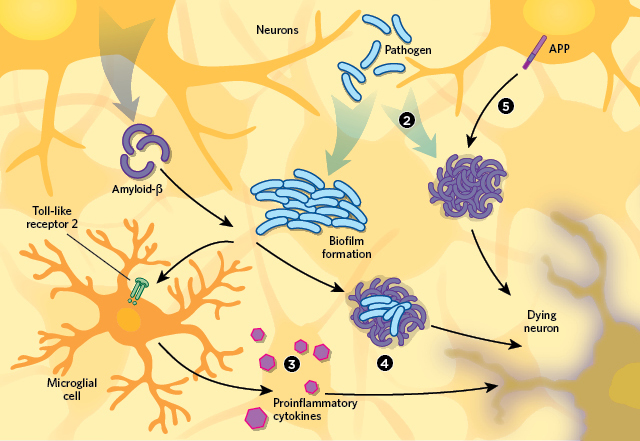 Neurons
Pathogen
APP
2
5
Amyloid-β
Toll-like
receptor 2
Biofilm
formation
Dying
neuron
3
4
Microglial
cell
Proinflammatory
cytokines